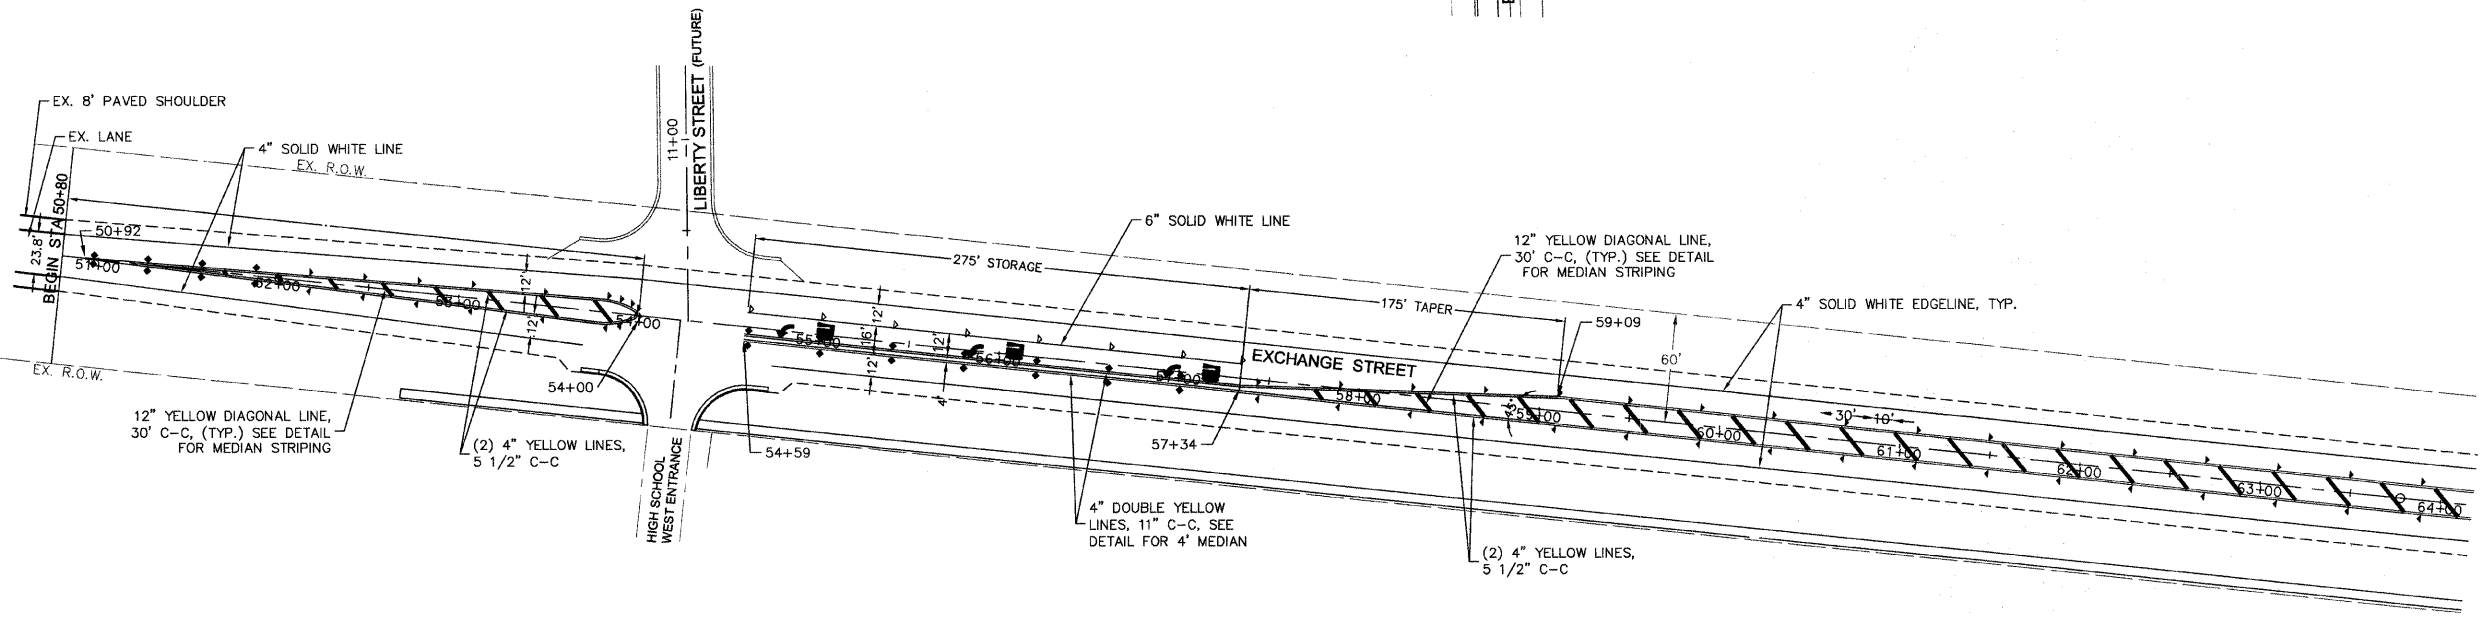 EX. 8' PAVED SHOULDER
EX. LANE
4" SOLID WHITE LINE
EX. R.O.W.
BEGIN STA 50+80
23.8'
50+92
51+00
52+00
53+00
54+00
12'
12'
EX. R.O.W.
12" YELLOW DIAGONAL LINE,
30' C-C, (TYP.) SEE DETAIL
FOR MEDIAN STRIPING
(2) 4" YELLOW LINES,
5 1/2" C-C
54+00
11+00
LIBERTY STREET (FUTURE)
HIGH SCHOOL
WEST ENTRANCE
54+59
275' STORAGE
6" SOLID WHITE LINE
12'
16'
12'
12'
4'
55+00
56+00
57+00
EXCHANGE STREET
57+34
4" DOUBLE YELLOW
LINES, 11" C-C, SEE
DETAIL FOR 4' MEDIAN
175' TAPER
12" YELLOW DIAGONAL LINE,
30' C-C, (TYP.) SEE DETAIL
FOR MEDIAN STRIPING
59+09
4" SOLID WHITE EDGELINE, TYP.
60'
58+00
59+00
(2) 4" YELLOW LINES,
5 1/2" C-C
30'
10'
60+00
61+00
62+00
63+00
64+00